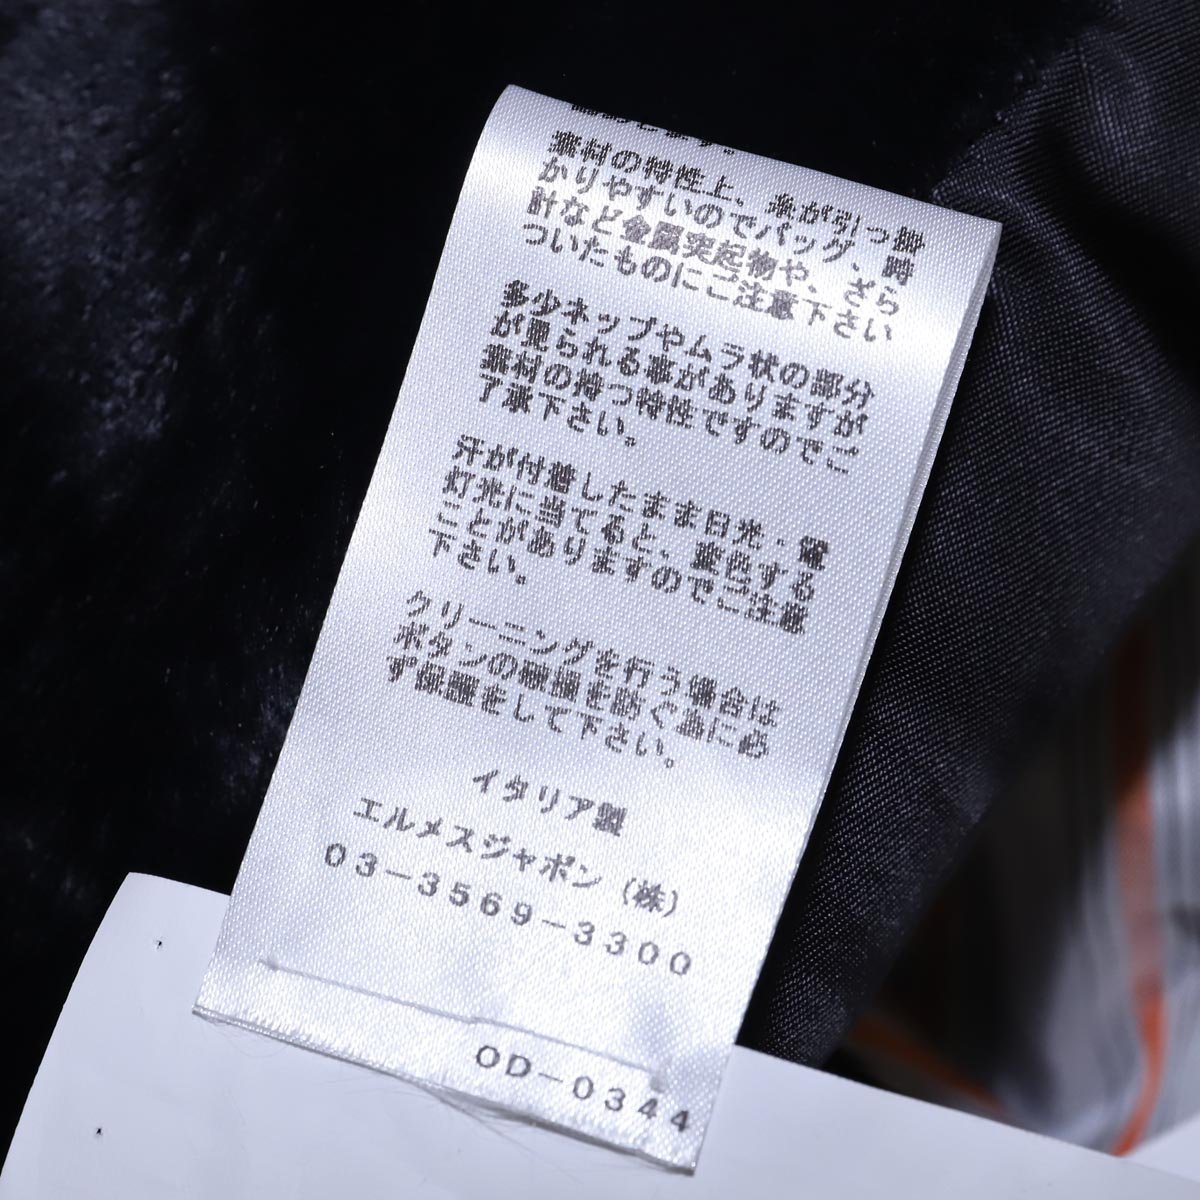 します。
素材の特性上、糸が引っ掛
かりやすいのでバッグ、時
計など金属突起物や、ざら
ついたものにご注意下さい
多少ネップやムラ状の部分
が見られる事がありますが
素材の持つ特性ですのでご
了承下さい。
汗が付着したまま日光・電
灯光に当てると、変色する
ことがありますのでご注意
下さい。
クリーニングを行う場合は
ボタンの破損を防ぐ為に必
ず保護をして下さい。
イタリア製
エルメスジャポン(株)
03-3569-3300
OD-0344